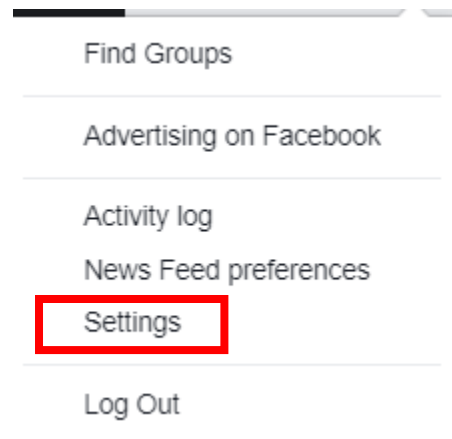 Find Groups
Advertising on Facebook
Activity log
News Feed preferences
Settings
Log Out